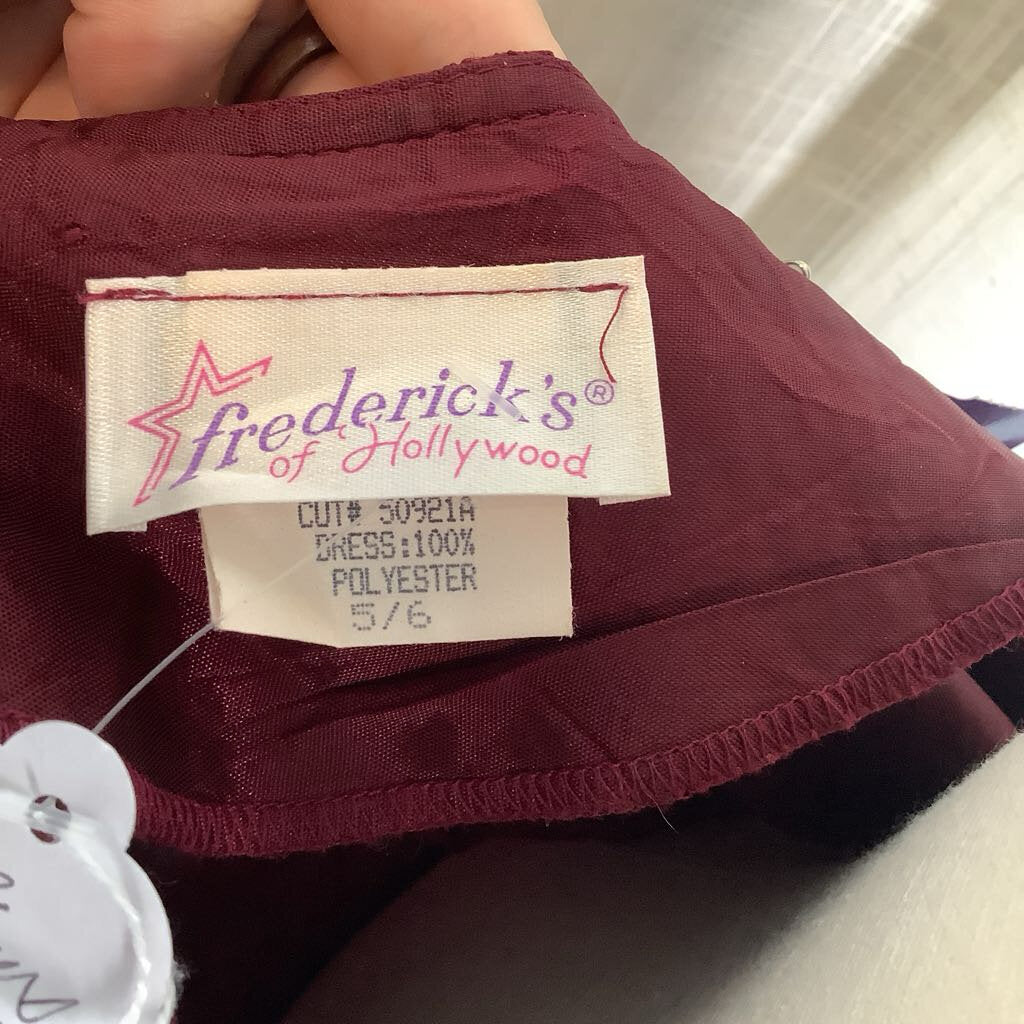 frederick's®
of Hollywood
CUT# 50921A
DRESS:100%
POLYESTER
5/6